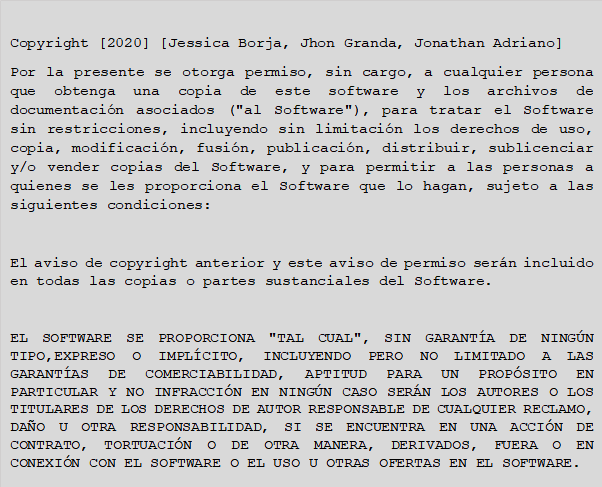 Copyright [2020] [Jessica Borja, Jhon Granda, Jonathan Adriano]
Por la presente se otorga permiso, sin cargo, a cualquier persona
que obtenga una copia de este software y los archivos de
documentación asociados ("al Software"), para tratar el Software
sin restricciones, incluyendo sin limitación los derechos de uso,
copia, modificación, fusión, publicación, distribuir, sublicenciar
y/o vender copias del Software, y para permitir a las personas a
quienes se les proporciona el Software que lo hagan, sujeto a las
siguientes condiciones:
El aviso de copyright anterior y este aviso de permiso serán incluido
en todas las copias o partes sustanciales del Software.
EL SOFTWARE SE PROPORCIONA "TAL CUAL", SIN GARANTÍA DE NINGÚN
TIPO,EXPRESO O IMPLÍCITO, INCLUYENDO PERO NO LIMITADO A LAS
GARANTÍAS DE COMERCIABILIDAD, APTITUD PARA UN PROPÓSITO EN
PARTICULAR Y NO INFRACCIÓN EN NINGÚN CASO SERÁN LOS AUTORES O LOS
TITULARES DE LOS DERECHOS DE AUTOR RESPONSABLE DE CUALQUIER RECLAMO,
DAÑO U OTRA RESPONSABILIDAD, SI SE ENCUENTRA EN UNA ACCIÓN DE
CONTRATO, TORTUACIÓN O DE OTRA MANERA, DERIVADOS, FUERA O EN
CONEXIÓN CON EL SOFTWARE O EL USO U OTRAS OFERTAS EN EL SOFTWARE.